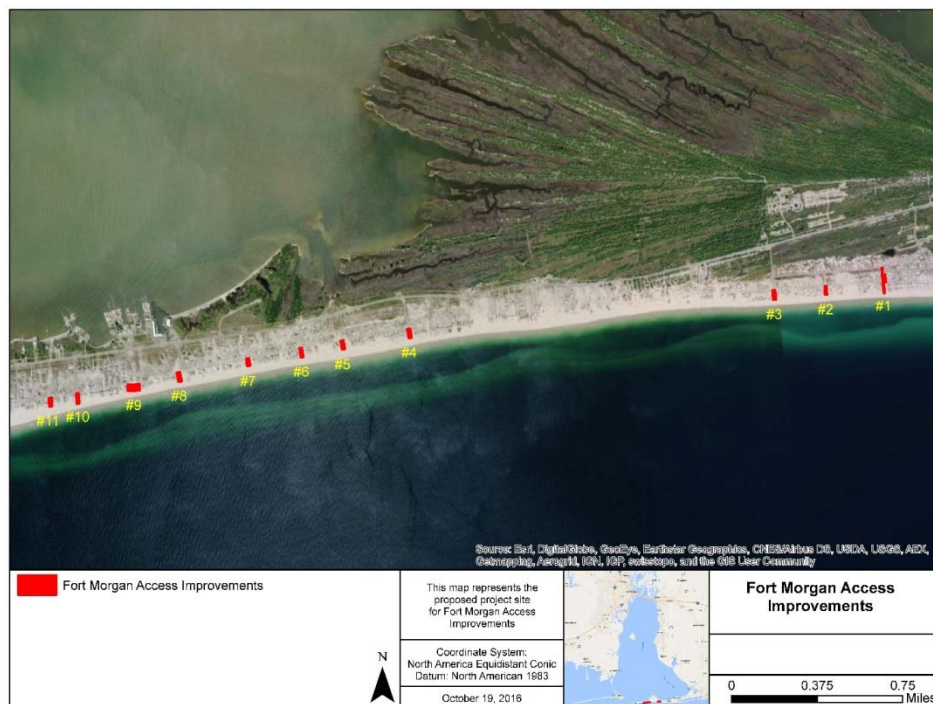 #1
#2
#3
#4
#5
#6
#7
#8
#9
#10
#11
Source: Esri, DigitalGlobe, GeoEye, Earthstar Geographics, CNES/Airbus DS, USDA, USGS, AEX,
Getmapping, Aerogrid, IGN, IGP, swisstopo, and the GIS User Community
Fort Morgan Access Improvements
N
This map represents the
proposed project site
for Fort Morgan Access
Improvements
Coordinate System:
North America Equidistant Conic
Datum: North American 1983
October 19, 2016
Fort Morgan Access
Improvements
0 0.375 0.75
Miles